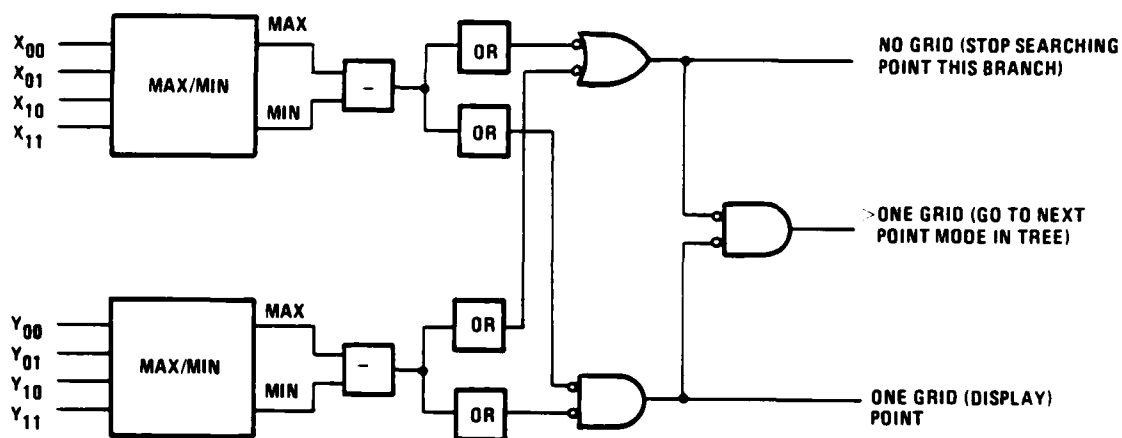 MAX
OR
X00
X01
X10
X11
MAX/MIN
−
MIN
OR
NO GRID (STOP SEARCHING
POINT THIS BRANCH)
>ONE GRID (GO TO NEXT
POINT MODE IN TREE)
MAX
OR
Y00
Y01
Y10
Y11
MAX/MIN
−
MIN
OR
ONE GRID (DISPLAY)
POINT